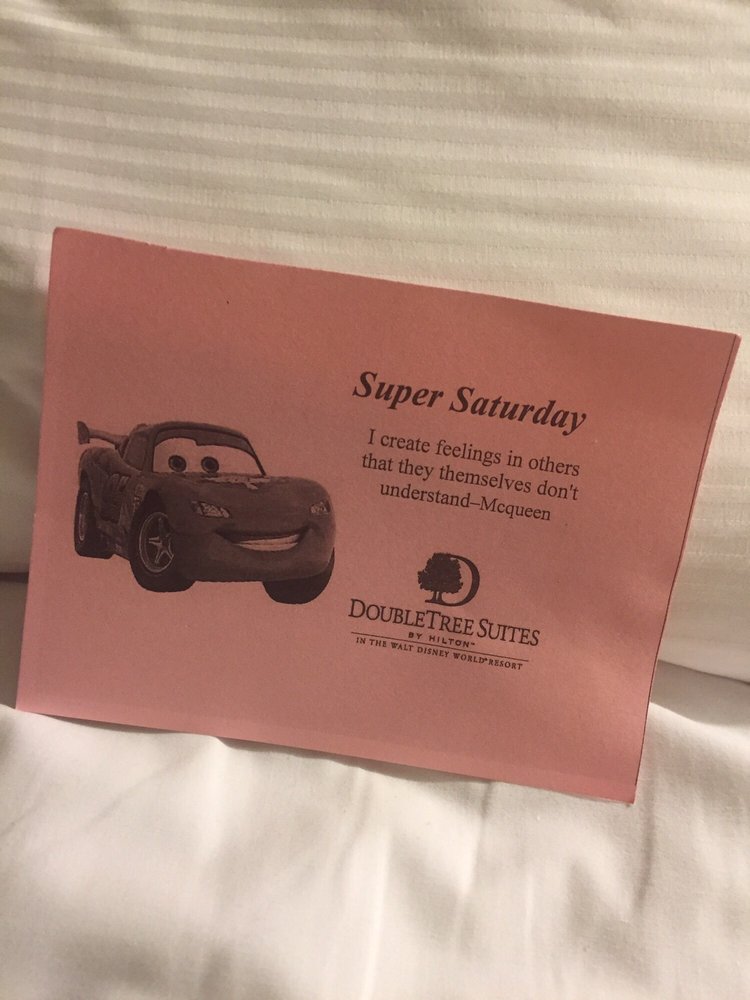 Super Saturday
I create feelings in others
that they themselves don't
understand–Mcqueen
D
DOUBLETREE SUITES
BY HILTON™
IN THE WALT DISNEY WORLD® RESORT